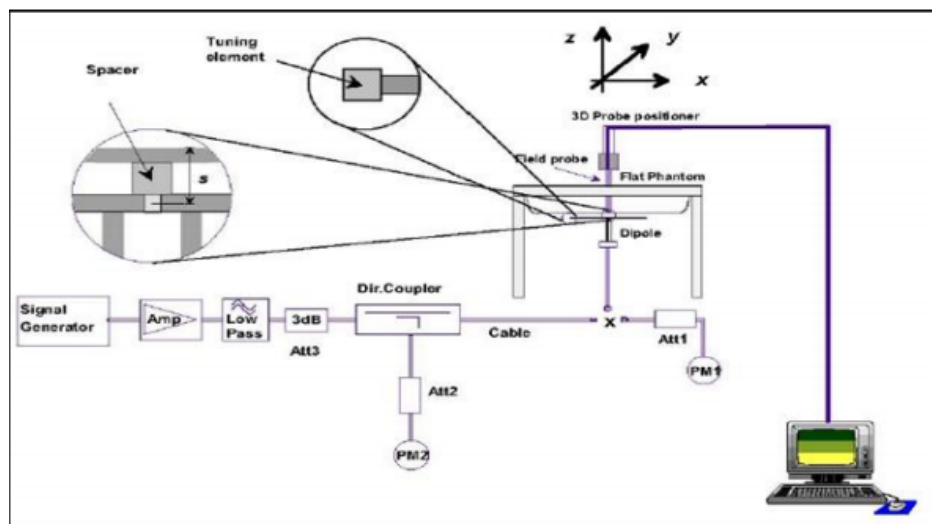 Tuning
element
Spacer
s
z
y
x
3D Probe positioner
Field probe
Flat Phantom
Dipole
Signal
Generator
Amp
Low
Pass
3dB
Att3
Dir.Coupler
Cable
x
Att1
PM1
Att2
PM2